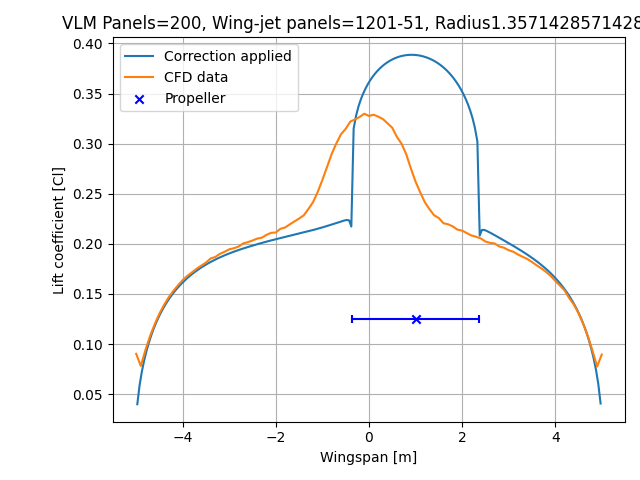 VLM Panels=200, Wing-jet panels=1201-51, Radius1.3571428571428
Correction applied
CFD data
Propeller
Lift coefficient [Cl]
0.40
0.35
0.30
0.25
0.20
0.15
0.10
0.05
−4 −2 0 2 4
Wingspan [m]